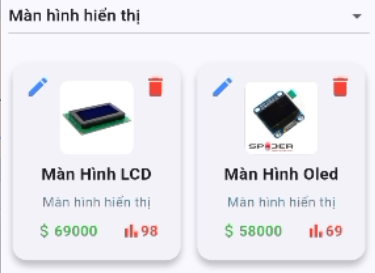 Màn hình hiển thị
SPIDER
Màn Hình LCD
Màn Hình Oled
Màn hình hiển thị
Màn hình hiển thị
$ 69000
98
$ 58000
69